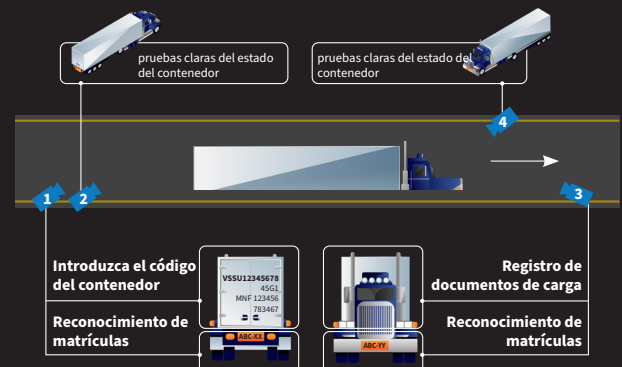 pruebas claras del estado
del contenedor
pruebas claras del estado del
contenedor
4
1
2
3
Introduzca el código
del contenedor
VSSU12345678
45G1
MNF 123456
783467
Registro de
documentos de carga
Reconocimiento de
matrículas
ABC-XX
ABC-YY
Reconocimiento de
matrículas